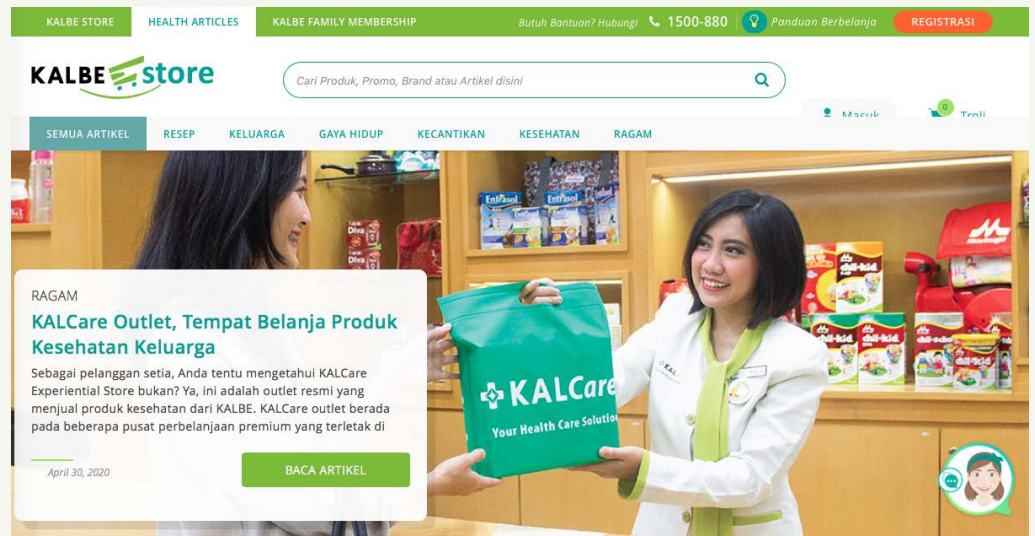 KALBE STORE
HEALTH ARTICLES
KALBE FAMILY MEMBERSHIP
Butuh Bantuan? Hubungi 1500-880
Panduan Berbelanja
REGISTRASI
KALBE store
Cari Produk, Promo, Brand atau Artikel disini
Masuk
0
Troli
SEMUA ARTIKEL
RESEP
KELUARGA
GAYA HIDUP
KECANTIKAN
KESEHATAN
RAGAM
Entrasol
Entrasol
Diva
Diva
chil-kid
chil-kid
chil-kid
KALCare
Your Health Care Solution
RAGAM
KALCare Outlet, Tempat Belanja Produk
Kesehatan Keluarga
Sebagai pelanggan setia, Anda tentu mengetahui KALCare
Experiential Store bukan? Ya, ini adalah outlet resmi yang
menjual produk kesehatan dari KALBE. KALCare outlet berada
pada beberapa pusat perbelanjaan premium yang terletak di
April 30, 2020
BACA ARTIKEL